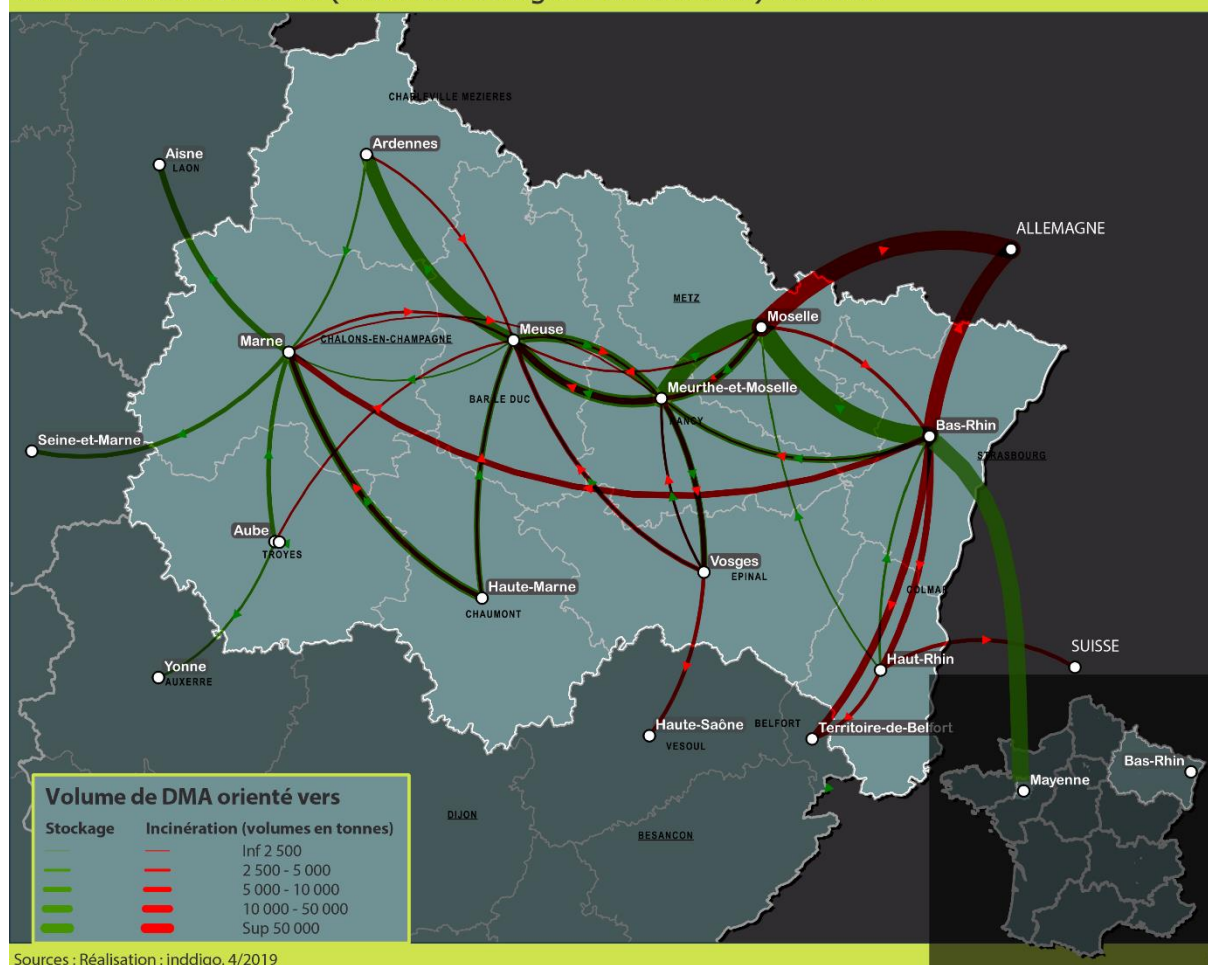 CHARLEVILLE MEZIERES
Ardennes
Aisne
LAON
ALLEMAGNE
METZ
Moselle
Meuse
Marne
CHALONS-EN-CHAMPAGNE
Meurthe-et-Moselle
BAR LE DUC
NANCY
Bas-Rhin
Seine-et-Marne
STRASBOURG
Aube
TROYES
Vosges
EPINAL
Haute-Marne
CHAUMONT
COLMAR
Haut-Rhin
SUISSE
Yonne
AUXERRE
Haute-Saône
VESOUL
BELFORT
Territoire-de-Belfort
Bas-Rhin
Mayenne
DIJON
BESANCON
Volume de DMA orienté vers
Stockage Incinération (volumes en tonnes)
Inf 2 500
2 500 - 5 000
5 000 - 10 000
10 000 - 50 000
Sup 50 000
Sources : Réalisation : inddigo, 4/2019